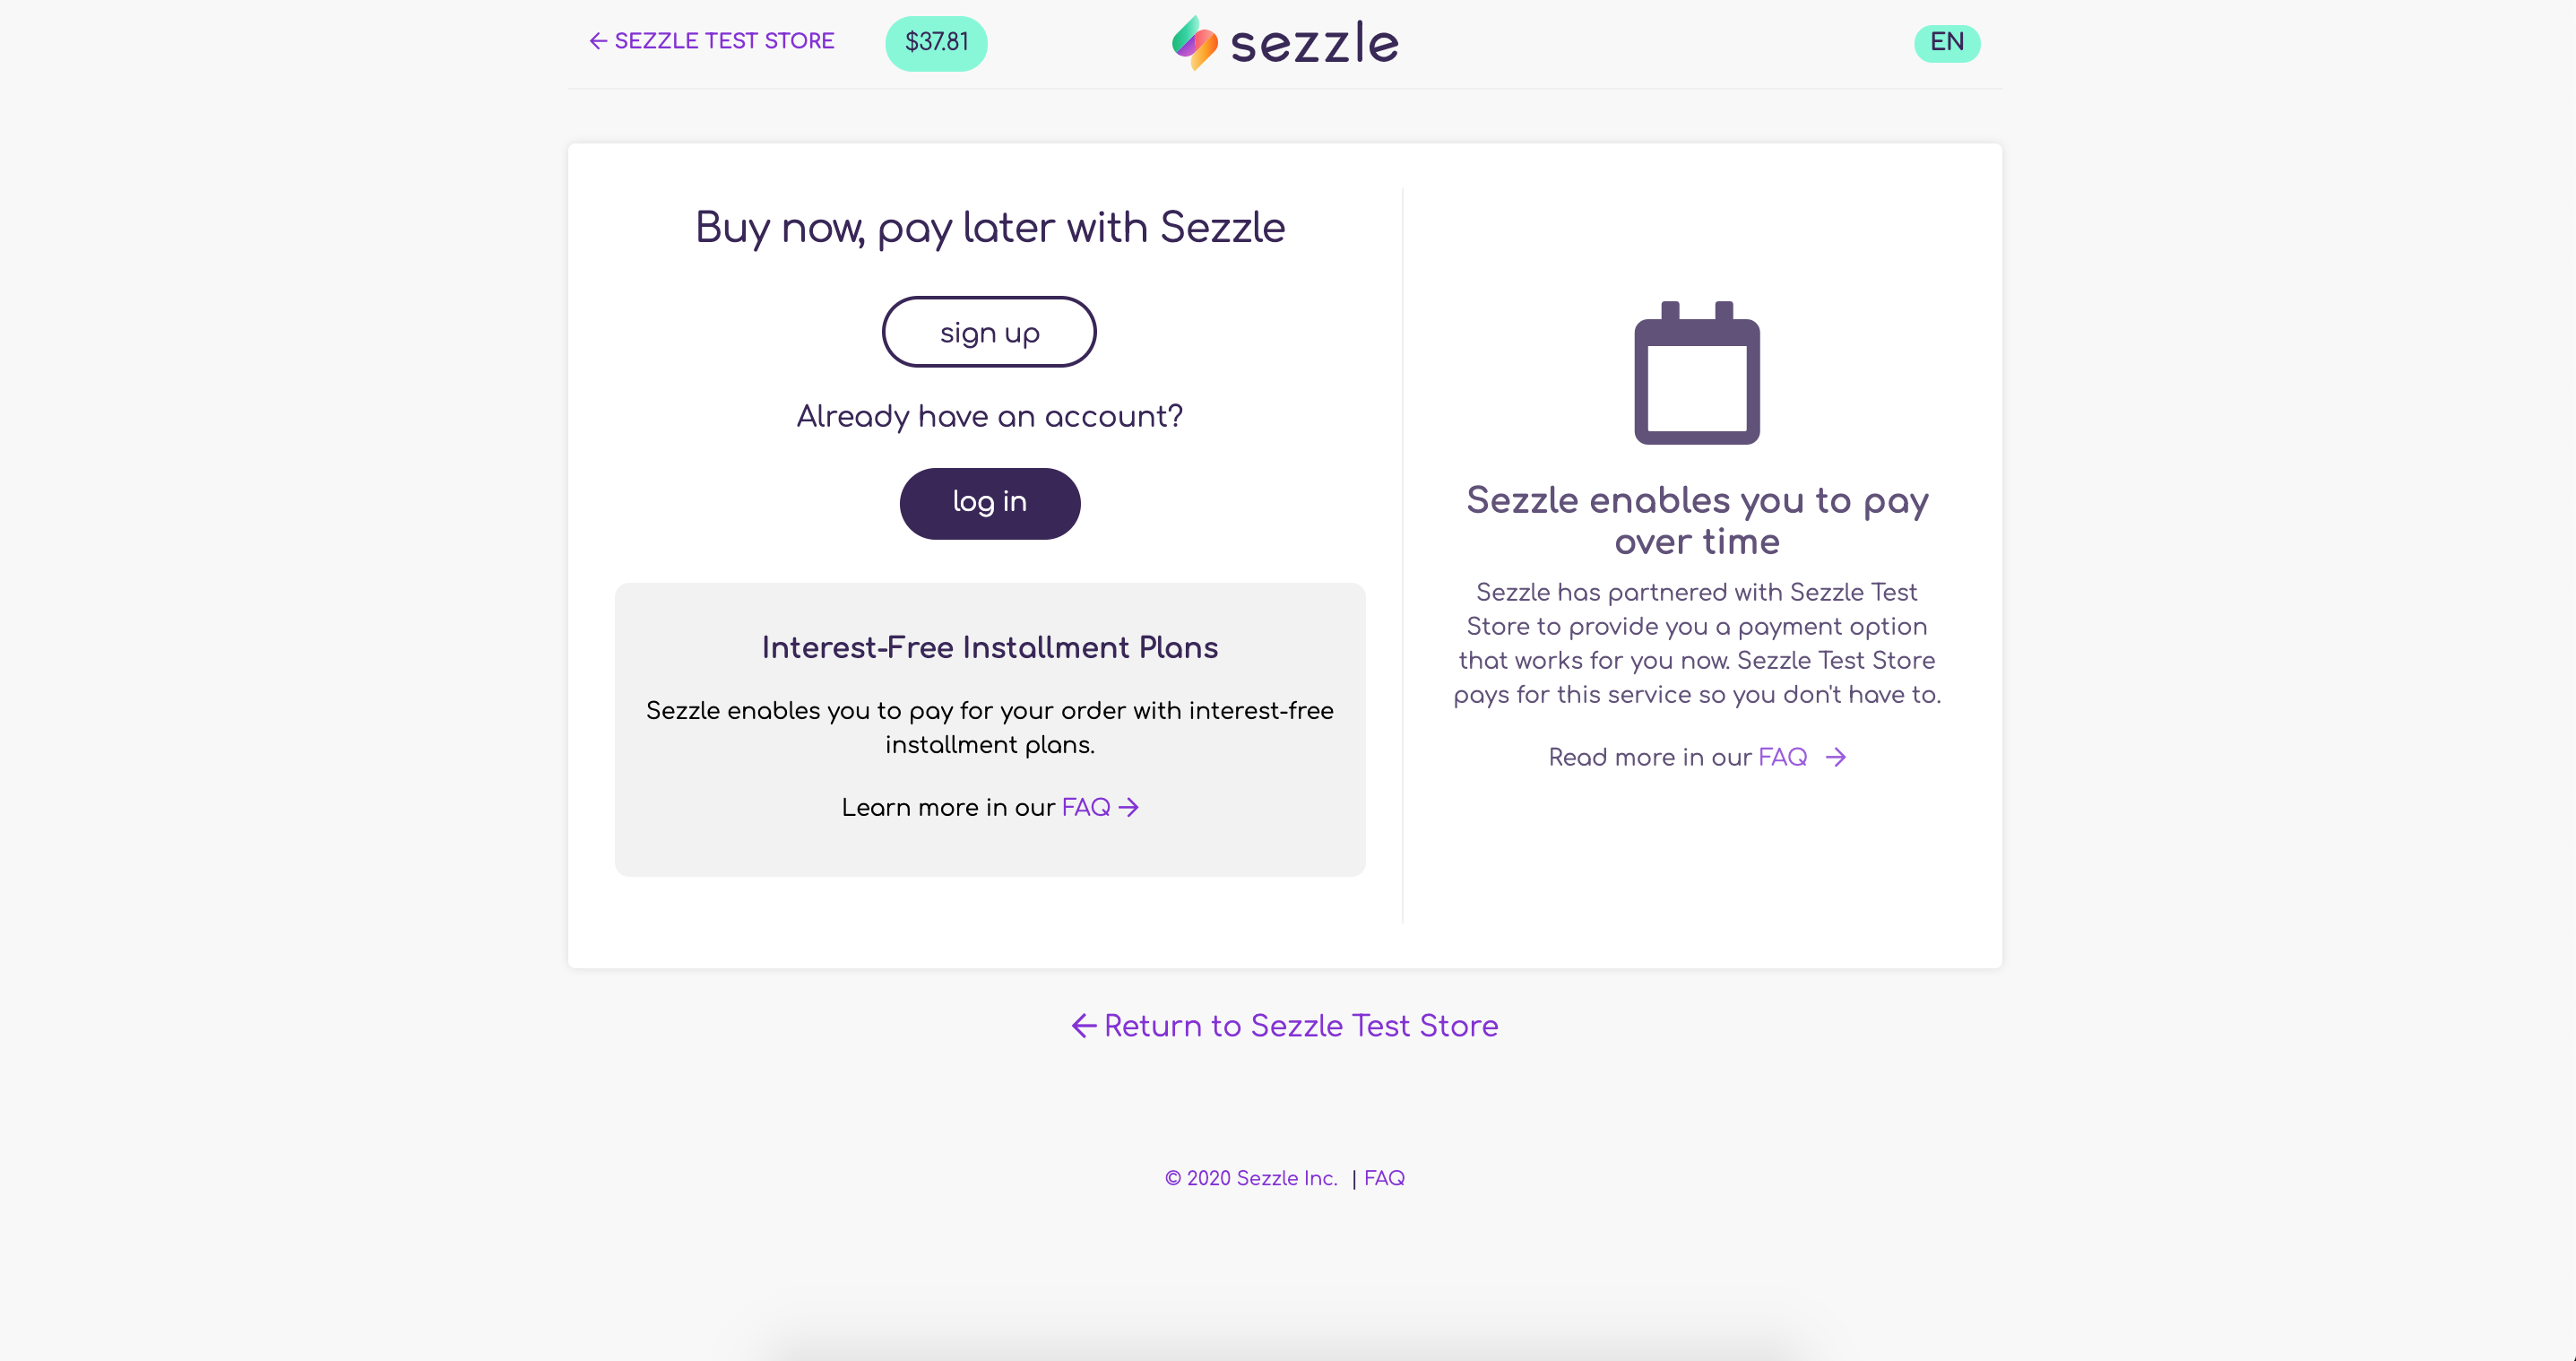 ← SEZZLE TEST STORE
$37.81
sezzle
EN
Buy now, pay later with Sezzle
sign up
Already have an account?
log in
Interest-Free Installment Plans
Sezzle enables you to pay for your order with interest-free
installment plans.
Learn more in our FAQ →
Sezzle enables you to pay
over time
Sezzle has partnered with Sezzle Test
Store to provide you a payment option
that works for you now. Sezzle Test Store
pays for this service so you don't have to.
Read more in our FAQ →
← Return to Sezzle Test Store
© 2020 Sezzle Inc. | FAQ